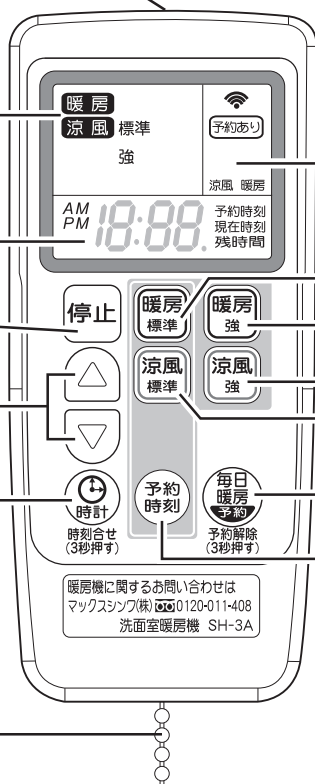 暖房
涼風 標準
強
予約あり
涼風 暖房
AM
PM
18:88.
予約時刻
現在時刻
残時間
停止
暖房
標準
暖房
強
涼風
標準
涼風
強
時計
時刻合せ
(3秒押す)
予約
時刻
毎日
暖房
予約
予約解除
(3秒押す)
暖房機に関するお問い合わせは
マックスシンワ(株) 0120-011-408
洗面室暖房機 SH-3A